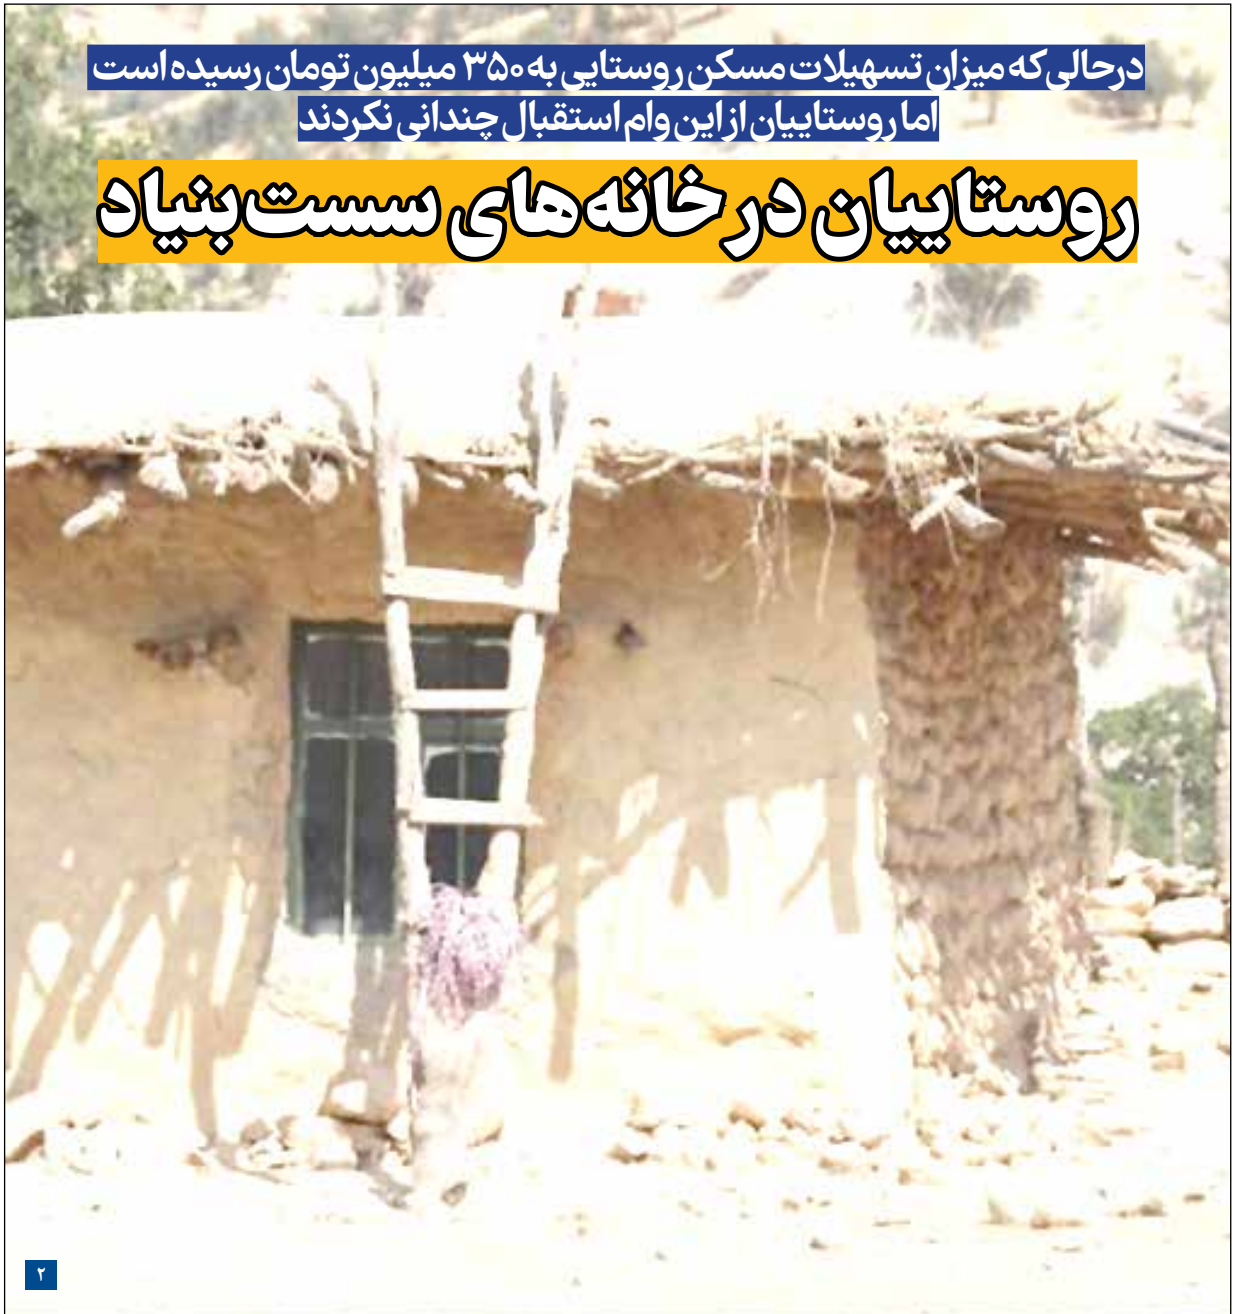 درحالی‌که میزان تسهیلات مسکن روستایی به ۳۵۰ میلیون تومان رسیده است
اما روستاییان از این وام استقبال چندانی نکردند
روستاییان در خانه‌های سست‌بنیاد
۲